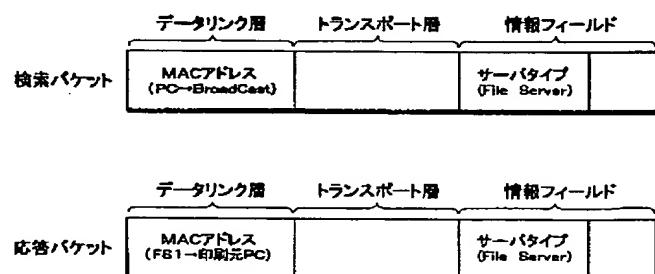 データリンク層 トランスポート層 情報フィールド
検索パケット
MACアドレス
(PC→BroadCast)
サーバタイプ
(File Server)
データリンク層 トランスポート層 情報フィールド
応答パケット
MACアドレス
(FS1→印刷元PC)
サーバタイプ
(File Server)